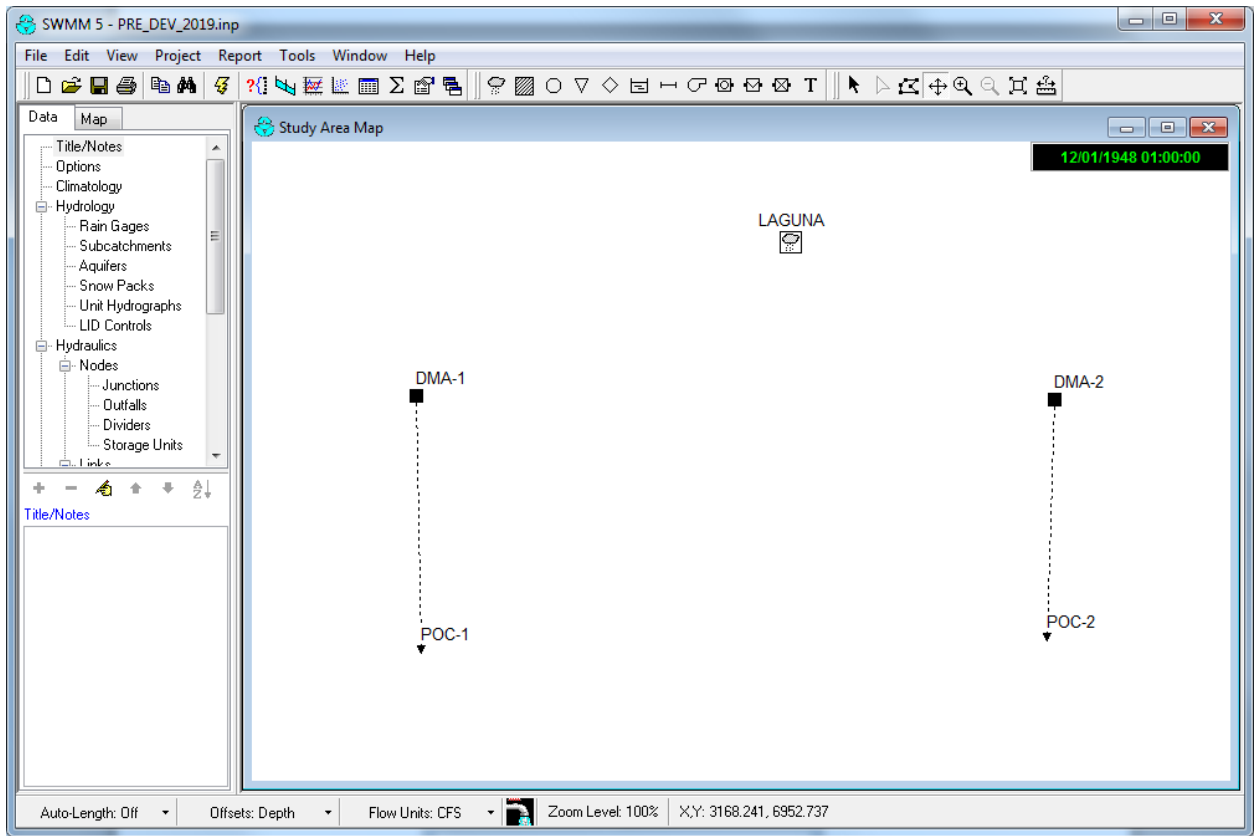 SWMM 5 - PRE_DEV_2019.inp
File Edit View Project Report Tools Window Help
?{} Σ T
Data Map
Title/Notes
Options
Climatology
Hydrology
Rain Gages
Subcatchments
Aquifers
Snow Packs
Unit Hydrographs
LID Controls
Hydraulics
Nodes
Junctions
Outfalls
Dividers
Storage Units
Links
Title/Notes
Study Area Map
12/01/1948 01:00:00
LAGUNA
DMA-1
DMA-2
POC-1
POC-2
Auto-Length: Off Offsets: Depth Flow Units: CFS Zoom Level: 100% X,Y: 3168.241, 6952.737